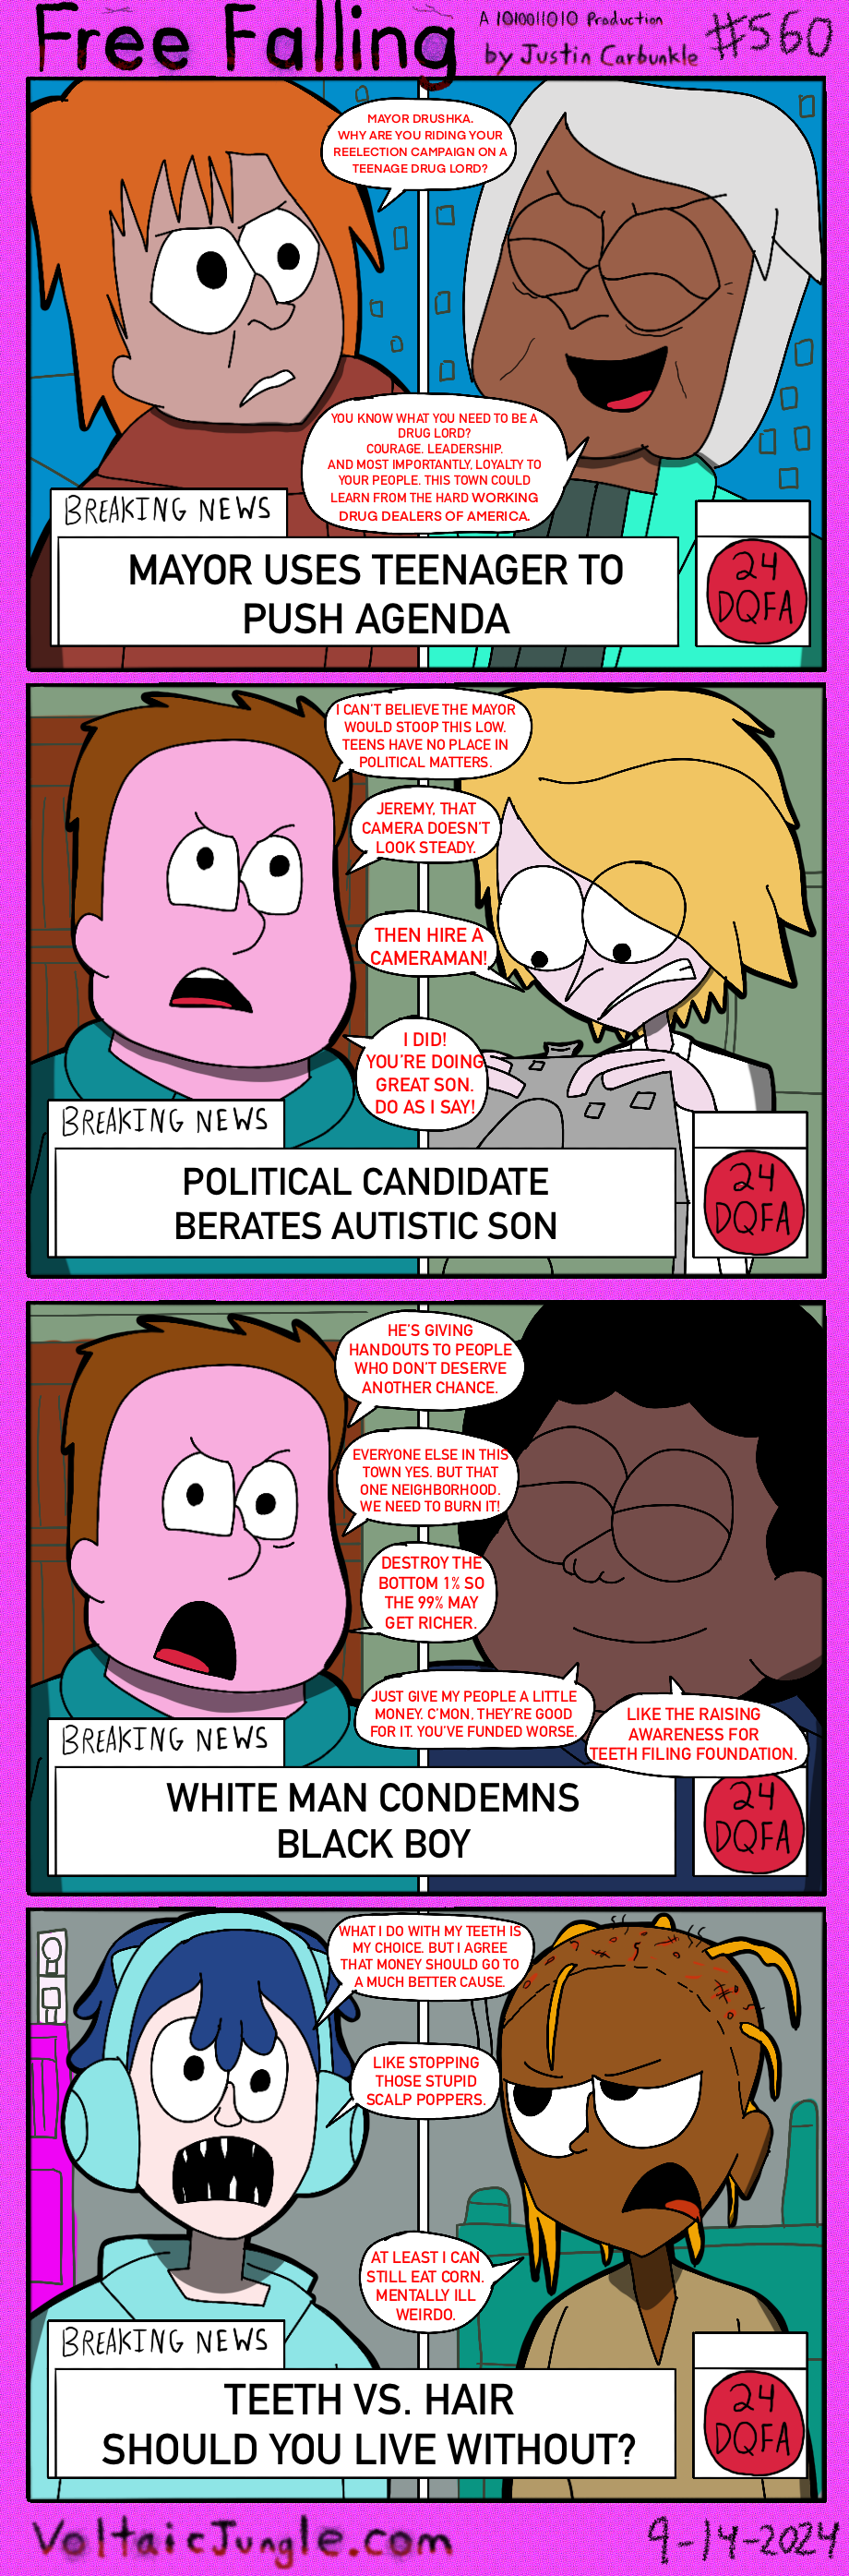 Free Falling
A 1010011010 Production
by Justin Carbunkle
#560
MAYOR DRUSHKA.
WHY ARE YOU RIDING YOUR
REELECTION CAMPAIGN ON A
TEENAGE DRUG LORD?
YOU KNOW WHAT YOU NEED TO BE A
DRUG LORD?
COURAGE. LEADERSHIP.
AND MOST IMPORTANTLY, LOYALTY TO
YOUR PEOPLE. THIS TOWN COULD
LEARN FROM THE HARD WORKING
DRUG DEALERS OF AMERICA.
BREAKING NEWS
MAYOR USES TEENAGER TO
PUSH AGENDA
24
DQFA
I CAN'T BELIEVE THE MAYOR
WOULD STOOP THIS LOW.
TEENS HAVE NO PLACE IN
POLITICAL MATTERS.
JEREMY, THAT
CAMERA DOESN'T
LOOK STEADY.
THEN HIRE A
CAMERAMAN!
I DID!
YOU'RE DOING
GREAT SON.
DO AS I SAY!
BREAKING NEWS
POLITICAL CANDIDATE
BERATES AUTISTIC SON
24
DQFA
HE'S GIVING
HANDOUTS TO PEOPLE
WHO DON'T DESERVE
ANOTHER CHANCE.
EVERYONE ELSE IN THIS
TOWN YES. BUT THAT
ONE NEIGHBORHOOD.
WE NEED TO BURN IT!
DESTROY THE
BOTTOM 1% SO
THE 99% MAY
GET RICHER.
JUST GIVE MY PEOPLE A LITTLE
MONEY. C'MON, THEY'RE GOOD
FOR IT. YOU'VE FUNDED WORSE.
LIKE THE RAISING
AWARENESS FOR
TEETH FILING FOUNDATION.
BREAKING NEWS
WHITE MAN CONDEMNS
BLACK BOY
24
DQFA
WHAT I DO WITH MY TEETH IS
MY CHOICE. BUT I AGREE
THAT MONEY SHOULD GO TO
A MUCH BETTER CAUSE.
LIKE STOPPING
THOSE STUPID
SCALP POPPERS.
AT LEAST I CAN
STILL EAT CORN.
MENTALLY ILL
WEIRDO.
BREAKING NEWS
TEETH VS. HAIR
SHOULD YOU LIVE WITHOUT?
24
DQFA
VoltaicJungle.com
9-14-2024